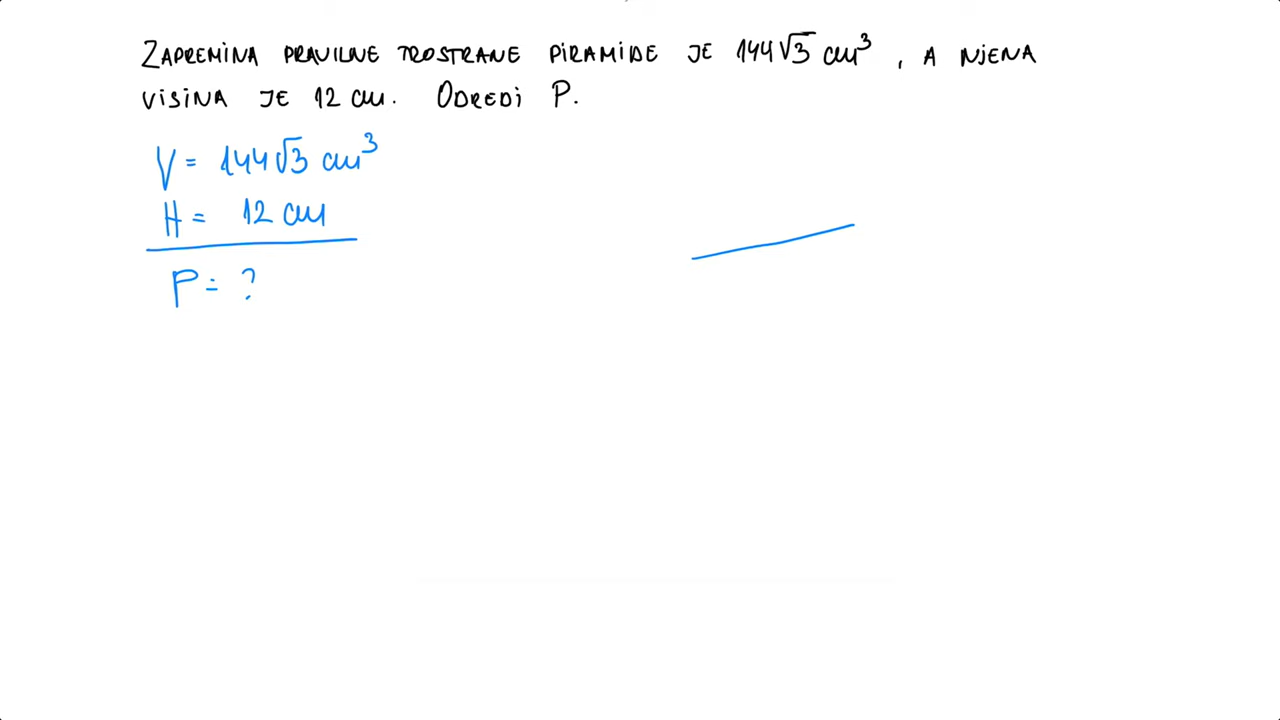 ZAPREMINA PRAVILNE TROSTRANE PIRAMIDE JE 144√3 cm³, A NJENA
VISINA JE 12 cm. ODREDI P.
V = 144√3 cm³
H = 12 cm
P = ?